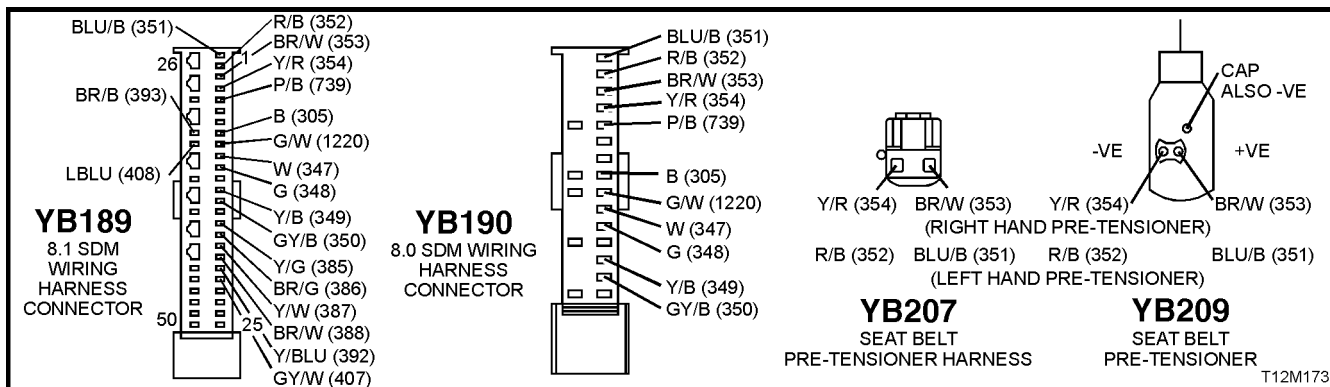 BLU/B (351)
R/B (352)
BR/W (353)
26
1
Y/R (354)
P/B (739)
BR/B (393)
B (305)
G/W (1220)
LBLU (408)
W (347)
G (348)
YB189
8.1 SDM
WIRING
HARNESS
CONNECTOR
Y/B (349)
GY/B (350)
Y/G (385)
BR/G (386)
Y/W (387)
50
25
BR/W (388)
Y/BLU (392)
GY/W (407)
BLU/B (351)
R/B (352)
BR/W (353)
Y/R (354)
P/B (739)
B (305)
G/W (1220)
W (347)
G (348)
Y/B (349)
GY/B (350)
YB190
8.0 SDM WIRING
HARNESS
CONNECTOR
CAP
ALSO -VE
-VE
+VE
Y/R (354) BR/W (353) Y/R (354) BR/W (353)
(RIGHT HAND PRE-TENSIONER)
R/B (352) BLU/B (351) R/B (352) BLU/B (351)
(LEFT HAND PRE-TENSIONER)
YB207
SEAT BELT
PRE-TENSIONER HARNESS
YB209
SEAT BELT
PRE-TENSIONER
T12M173